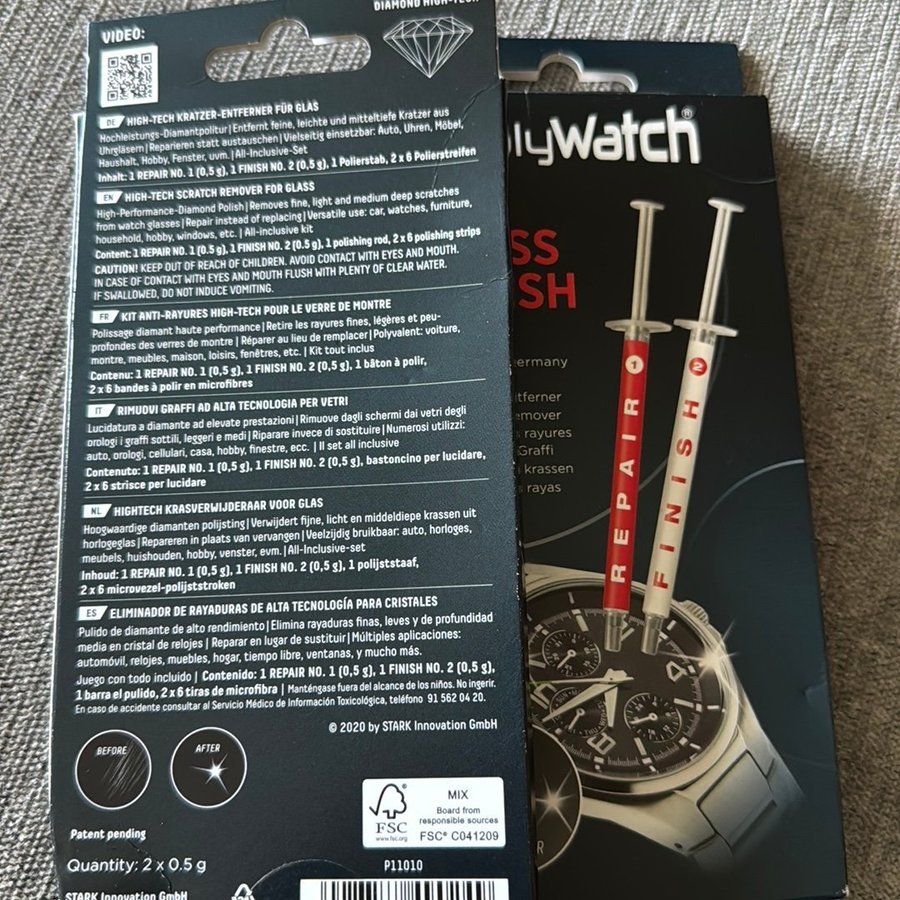 DIAMOND HIGH-TECH
VIDEO:
DE HIGH-TECH KRATZER-ENTFERNER FÜR GLAS
Hochleistungs-Diamantpolitur | Entfernt feine, leichte und mitteltiefe Kratzer aus
Uhrgläsern | Reparieren statt austauschen | Vielseitig einsetzbar: Auto, Uhren, Möbel,
Haushalt, Hobby, Fenster, uvm. | All-Inclusive-Set
Inhalt: 1 REPAIR NO. 1 (0,5 g), 1 FINISH NO. 2 (0,5 g), 1 Polierstab, 2 x 6 Polierstreifen
EN HIGH-TECH SCRATCH REMOVER FOR GLASS
High-Performance-Diamond Polish | Removes fine, light and medium deep scratches
from watch glasses | Repair instead of replacing | Versatile use: car, watches, furniture,
household, hobby, windows, etc. | All-inclusive kit
Content: 1 REPAIR NO. 1 (0.5 g), 1 FINISH NO. 2 (0.5 g), 1 polishing rod, 2 x 6 polishing strips
CAUTION! KEEP OUT OF REACH OF CHILDREN. AVOID CONTACT WITH EYES AND MOUTH.
IN CASE OF CONTACT WITH EYES AND MOUTH FLUSH WITH PLENTY OF CLEAR WATER.
IF SWALLOWED, DO NOT INDUCE VOMITING.
FR KIT ANTI-RAYURES HIGH-TECH POUR LE VERRE DE MONTRE
Polissage diamant haute performance | Retire les rayures fines, légères et peu-
profondes des verres de montre | Réparer au lieu de remplacer | Polyvalent: voiture,
montre, meubles, maison, loisirs, fenêtres, etc. | Kit tout inclus
Contenu: 1 REPAIR NO. 1 (0,5 g), 1 FINISH NO. 2 (0,5 g), 1 bâton à polir,
2 x 6 bandes à polir en microfibres
IT RIMUOVI GRAFFI AD ALTA TECNOLOGIA PER VETRI
Lucidatura a diamante ad elevate prestazioni | Rimuove dagli schermi dai vetri degli
orologi i graffi sottili, leggeri e medi | Riparare invece di sostituire | Numerosi utilizzi:
auto, orologi, cellulari, casa, hobby, finestre, ecc. | Il set all inclusive
Contenuto: 1 REPAIR NO. 1 (0,5 g), 1 FINISH NO. 2 (0,5 g), bastoncino per lucidare,
2 x 6 strisce per lucidare
NL HIGHTECH KRASVERWIJDERAAR VOOR GLAS
Hoogwaardige diamanten polijsting | Verwijdert fijne, licht en middeldiepe krassen uit
horlogeglas | Repareren in plaats van vervangen | Veelzijdig bruikbaar: auto, horloges,
meubels, huishouden, hobby, venster, evm. | All-Inclusive-set
Inhoud: 1 REPAIR NO. 1 (0,5 g), 1 FINISH NO. 2 (0,5 g), 1 polijststaaf,
2 x 6 microvezel-polijststroken
ES ELIMINADOR DE RAYADURAS DE ALTA TECNOLOGÍA PARA CRISTALES
Pulido de diamante de alto rendimiento | Elimina rayaduras finas, leves y de profundidad
media en cristal de relojes | Reparar en lugar de sustituir | Múltiples aplicaciones:
automóvil, relojes, muebles, hogar, tiempo libre, ventanas, y mucho más.
Juego con todo incluido | Contenido: 1 REPAIR NO. 1 (0,5 g), 1 FINISH NO. 2 (0,5 g),
1 barra el pulido, 2 x 6 tiras de microfibra | Manténgase fuera del alcance de los niños. No ingerir.
En caso de accidente consultar al Servicio Médico de Información Toxicológica, teléfono 91 562 04 20.
© 2020 by STARK Innovation GmbH
BEFORE
AFTER
FSC
www.fsc.org
MIX
Board from
responsible sources
FSC® C041209
Patent pending
Quantity: 2 x 0.5 g
P11010
STARK Innovation GmbH
olyWatch®
SS
SH
ermany
tferner
emover
s rayures
Graffi
i krassen
s rayas
REPAIR 1
FINISH 2
4
8
R